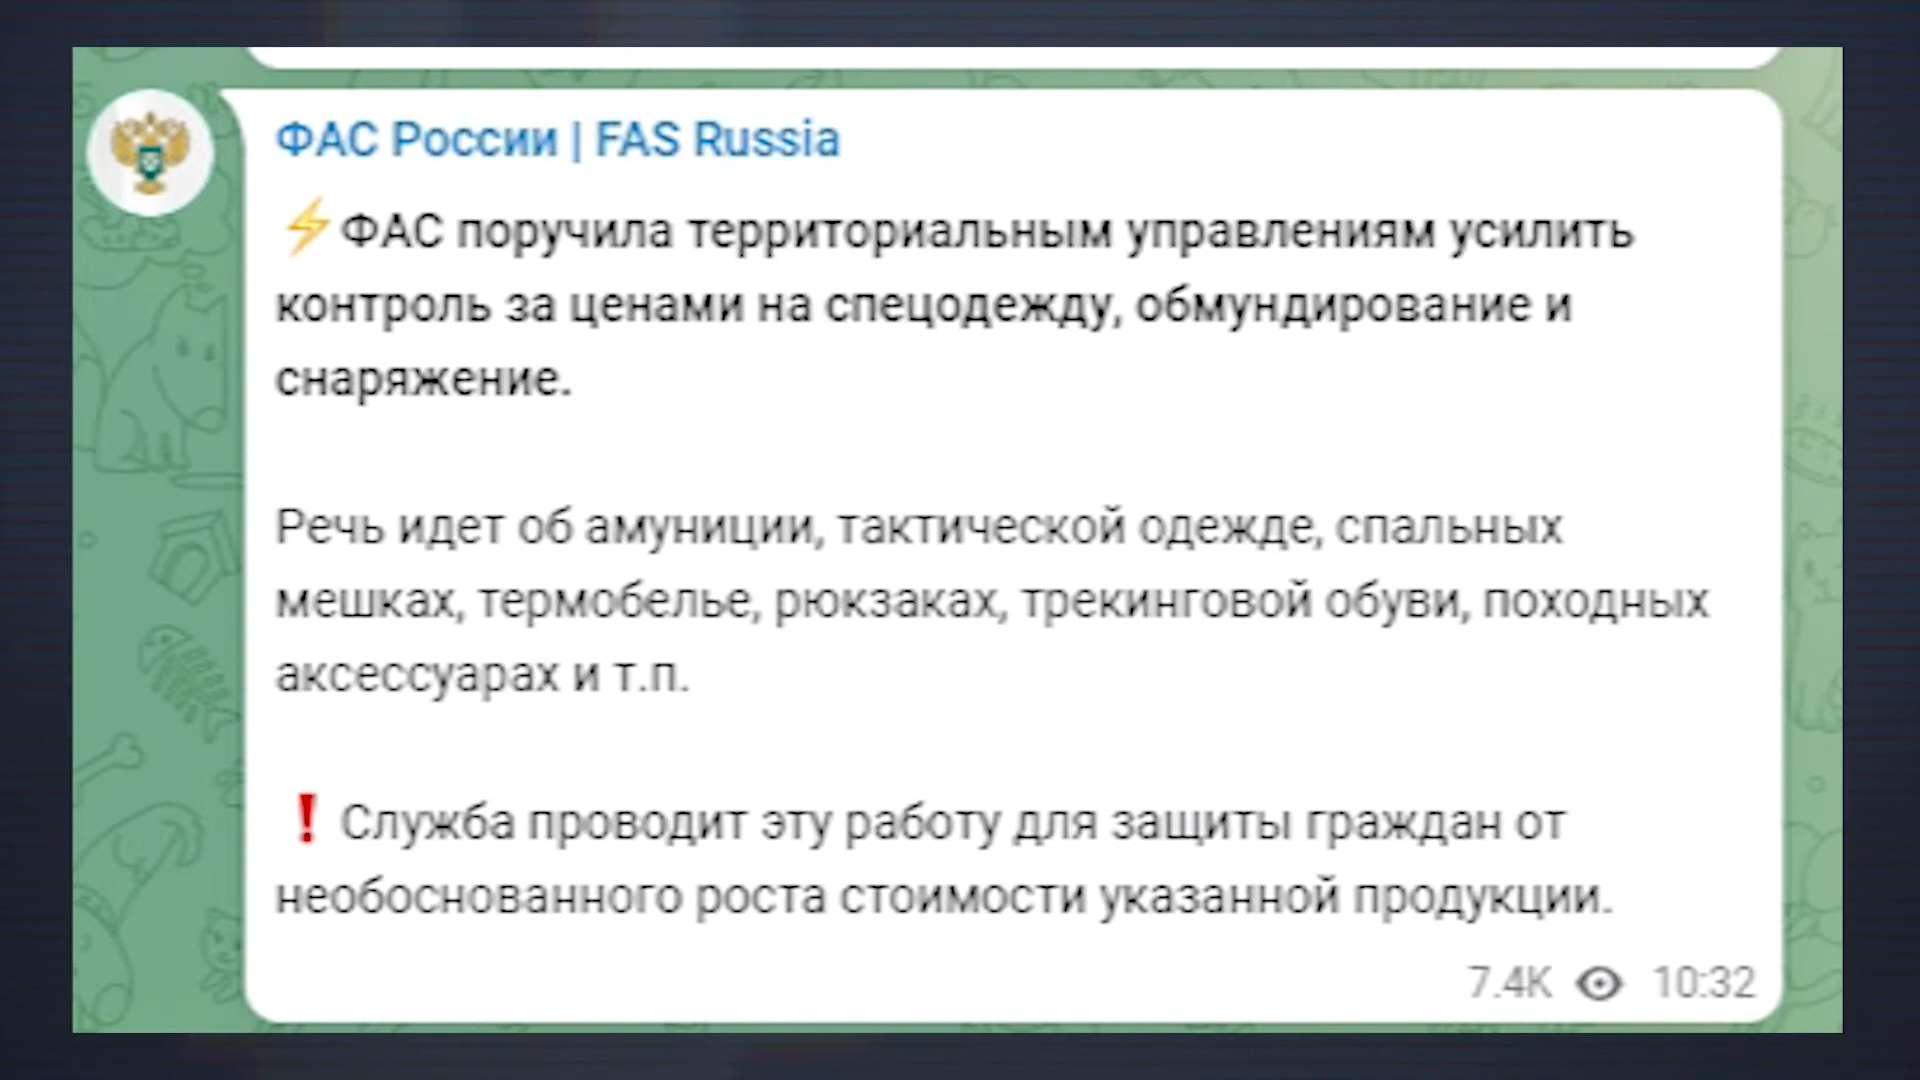 ФАС России | FAS Russia
⚡ФАС поручила территориальным управлениям усилить
контроль за ценами на спецодежду, обмундирование и
снаряжение.
Речь идет об амуниции, тактической одежде, спальных
мешках, термобелье, рюкзаках, трекинговой обуви, походных
аксессуарах и т.п.
❗Служба проводит эту работу для защиты граждан от
необоснованного роста стоимости указанной продукции.
7.4K 10:32